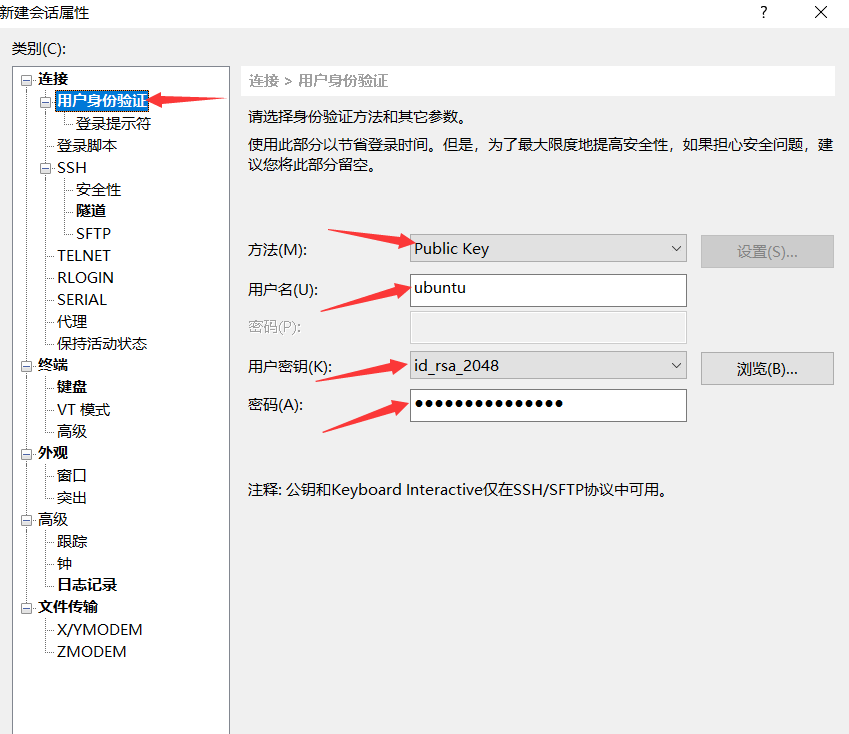 新建会话属性
?
类别(C):
连接
用户身份验证
登录提示符
登录脚本
SSH
安全性
隧道
SFTP
TELNET
RLOGIN
SERIAL
代理
保持活动状态
终端
键盘
VT 模式
高级
外观
窗口
突出
高级
跟踪
钟
日志记录
文件传输
X/YMODEM
ZMODEM
连接 > 用户身份验证
请选择身份验证方法和其它参数。
使用此部分以节省登录时间。但是，为了最大限度地提高安全性，如果担心安全问题，建
议您将此部分留空。
方法(M):
Public Key
设置(S)...
用户名(U):
ubuntu
密码(P):
用户密钥(K):
id_rsa_2048
浏览(B)...
密码(A):
●●●●●●●●●●●●●●●
注释: 公钥和Keyboard Interactive仅在SSH/SFTP协议中可用。